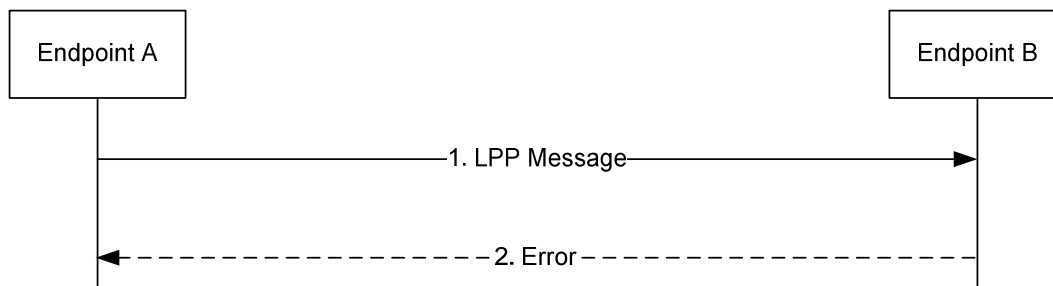 Endpoint A
Endpoint B
1. LPP Message
2. Error